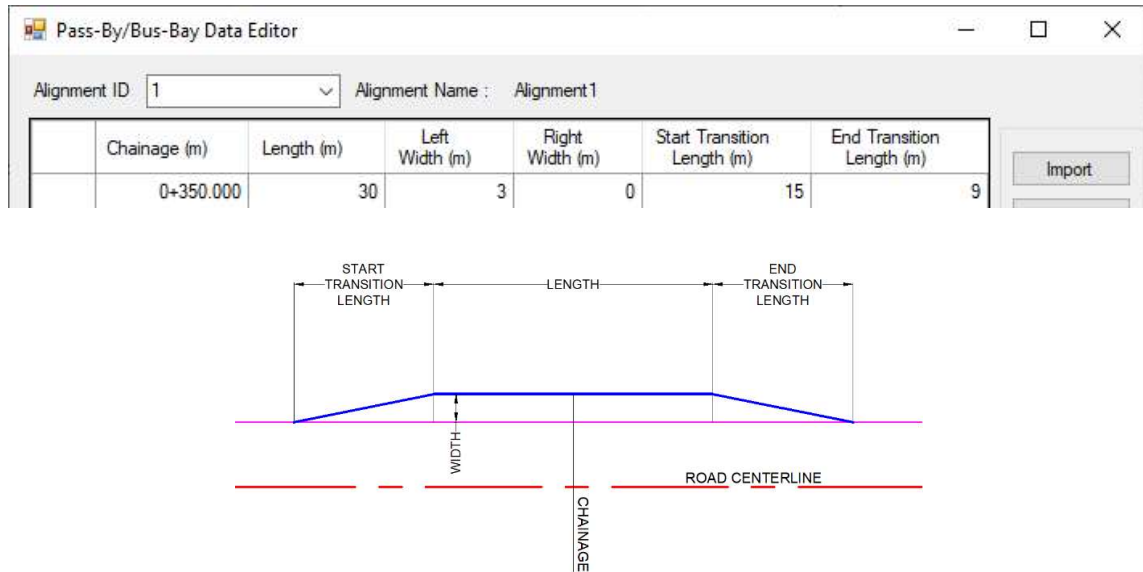 Pass-By/Bus-Bay Data Editor
Alignment ID 1 Alignment Name : Alignment1
Chainage (m) Length (m) Left Width (m) Right Width (m) Start Transition Length (m) End Transition Length (m)
Import
0+350.000 30 3 0 15 9
START TRANSITION LENGTH
LENGTH
END TRANSITION LENGTH
WIDTH
ROAD CENTERLINE
CHAINAGE